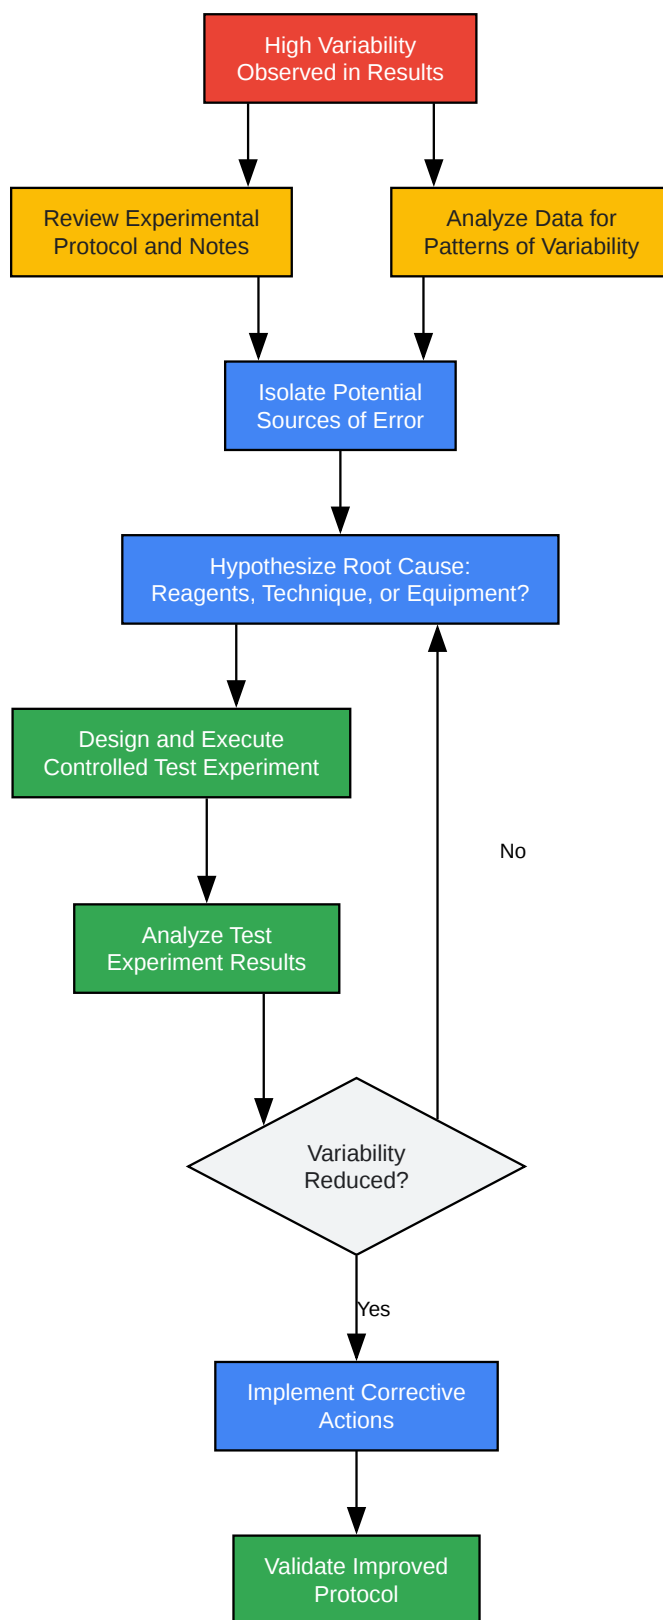 High Variability
Observed in Results
Review Experimental
Protocol and Notes
Analyze Data for
Patterns of Variability
Isolate Potential
Sources of Error
Hypothesize Root Cause:
Reagents, Technique, or Equipment?
Design and Execute
Controlled Test Experiment
No
Analyze Test
Experiment Results
Variability
Reduced?
Yes
Implement Corrective
Actions
Validate Improved
Protocol